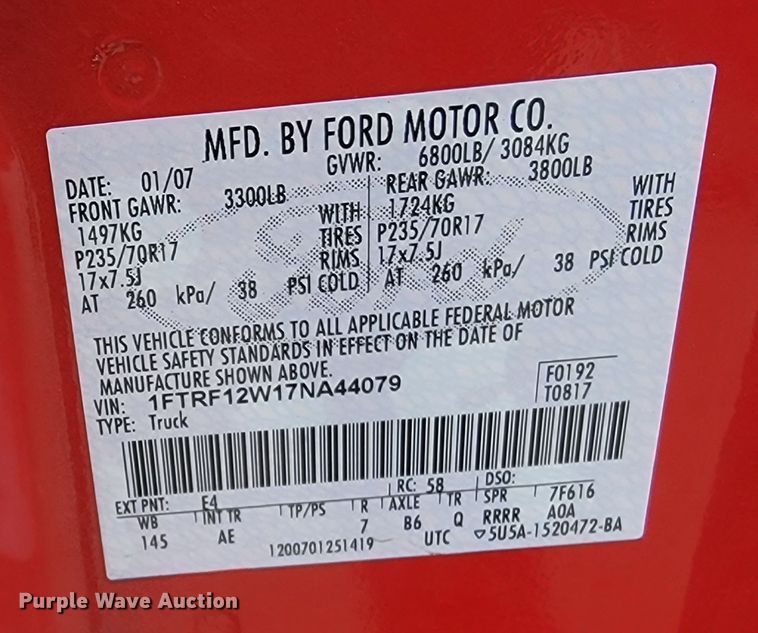 MFD. BY FORD MOTOR CO.
DATE: 01/07 GVWR: 6800LB/ 3084KG
FRONT GAWR: 3300LB REAR GAWR: 3800LB
1497KG WITH 1724KG WITH
P235/70R17 TIRES P235/70R17 TIRES
17x7.5J RIMS 17x7.5J RIMS
AT 260 kPa/ 38 PSI COLD AT 260 kPa/ 38 PSI COLD
THIS VEHICLE CONFORMS TO ALL APPLICABLE FEDERAL MOTOR
VEHICLE SAFETY STANDARDS IN EFFECT ON THE DATE OF
MANUFACTURE SHOWN ABOVE.
VIN: 1FTRF12W17NA44079 F0192
TYPE: Truck T0817
EXT PNT: E4 RC: 58 DSO:
WB INT TR TP/PS R AXLE TR SPR 7F616
145 AE 7 B6 Q RRRR AOA
1200701251419 UTC 5U5A-1520472-BA
Purple Wave Auction